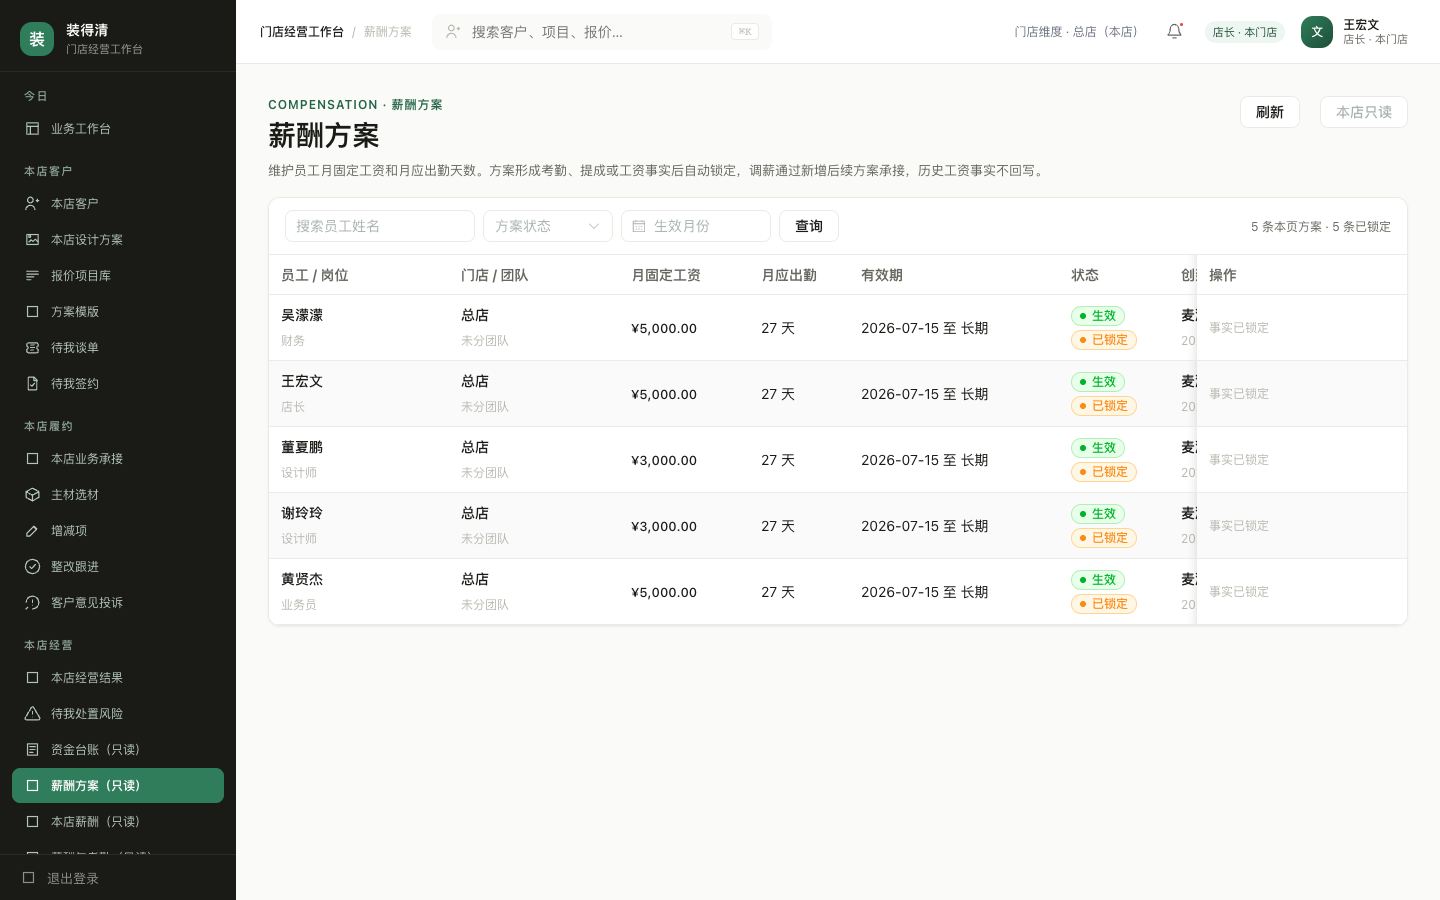 装
装得清
门店经营工作台
今日
业务工作台
本店客户
本店客户
本店设计方案
报价项目库
方案模版
待我谈单
待我签约
本店履约
本店业务承接
主材选材
增减项
整改跟进
客户意见投诉
本店经营
本店经营结果
待我处置风险
资金台账（只读）
薪酬方案（只读）
本店薪酬（只读）
退出登录
门店经营工作台 / 薪酬方案
搜索客户、项目、报价...
⌘K
门店维度 · 总店（本店）
店长 · 本门店
文
王宏文
店长 · 本门店
COMPENSATION · 薪酬方案
薪酬方案
维护员工月固定工资和月应出勤天数。方案形成考勤、提成或工资事实后自动锁定，调薪通过新增后续方案承接，历史工资事实不回写。
刷新
本店只读
搜索员工姓名
方案状态
生效月份
查询
5 条本页方案 · 5 条已锁定
员工 / 岗位 门店 / 团队 月固定工资 月应出勤 有效期 状态 操作
吴濛濛 总店 ¥5,000.00 27 天 2026-07-15 至 长期 生效 麦 事实已锁定
财务 未分团队 已锁定 20
王宏文 总店 ¥5,000.00 27 天 2026-07-15 至 长期 生效 麦 事实已锁定
店长 未分团队 已锁定 20
董夏鹏 总店 ¥3,000.00 27 天 2026-07-15 至 长期 生效 麦 事实已锁定
设计师 未分团队 已锁定 20
谢玲玲 总店 ¥3,000.00 27 天 2026-07-15 至 长期 生效 麦 事实已锁定
设计师 未分团队 已锁定 20
黄贤杰 总店 ¥5,000.00 27 天 2026-07-15 至 长期 生效 麦 事实已锁定
业务员 未分团队 已锁定 20